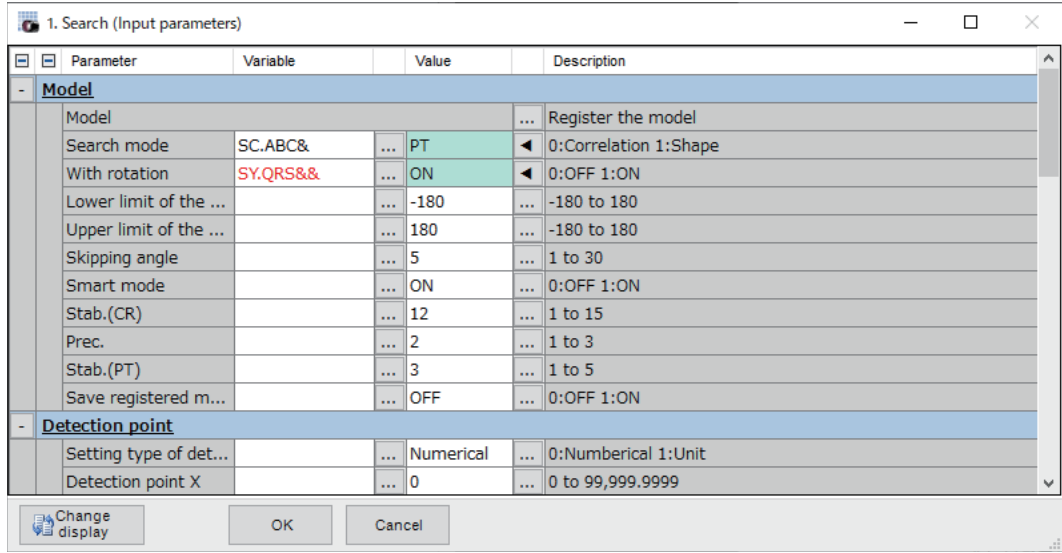 1. Search (Input parameters)
Parameter Variable Value Description
- Model
Model ... Register the model
Search mode SC.ABC& ... PT ◄ 0:Correlation 1:Shape
With rotation SY.QRS&& ... ON ◄ 0:OFF 1:ON
Lower limit of the ... ... -180 ... -180 to 180
Upper limit of the ... ... 180 ... -180 to 180
Skipping angle ... 5 ... 1 to 30
Smart mode ... ON ... 0:OFF 1:ON
Stab.(CR) ... 12 ... 1 to 15
Prec. ... 2 ... 1 to 3
Stab.(PT) ... 3 ... 1 to 5
Save registered m... ... OFF ... 0:OFF 1:ON
- Detection point
Setting type of det... ... Numerical ... 0:Numberical 1:Unit
Detection point X ... 0 ... 0 to 99,999.9999
Change display OK Cancel